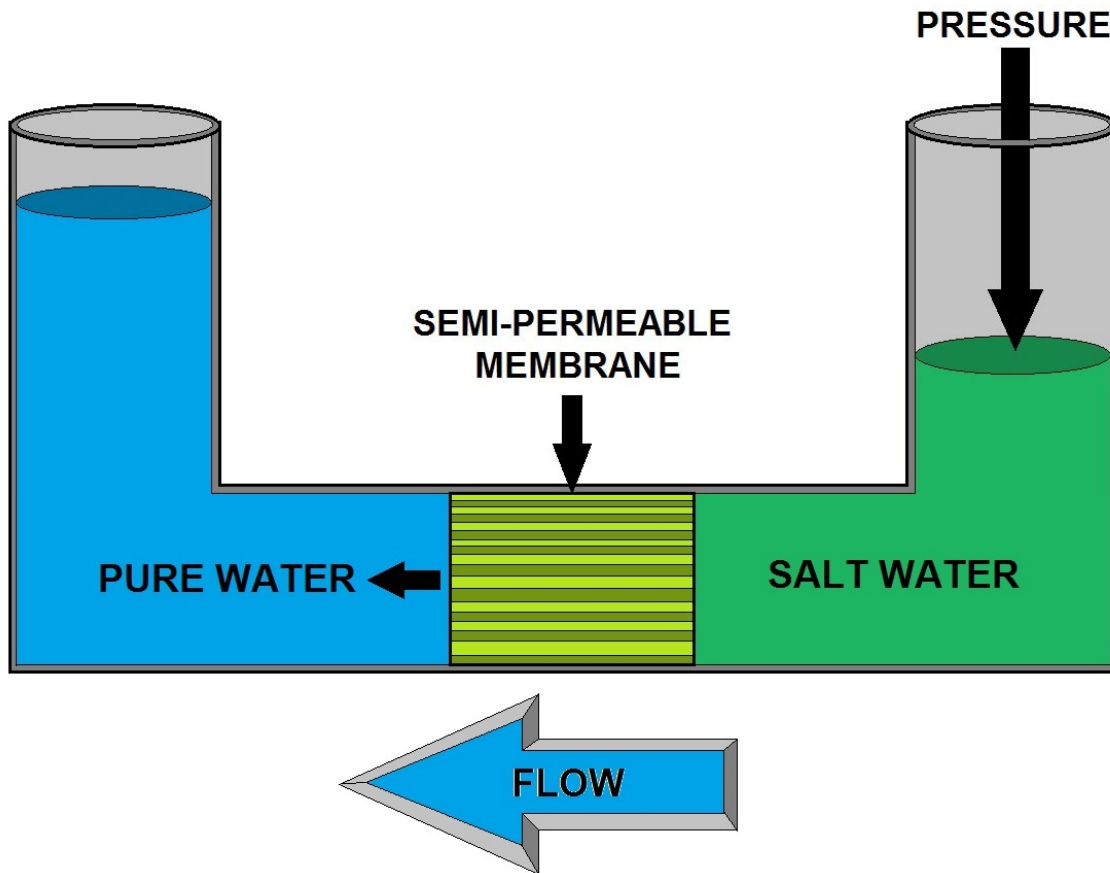 PRESSURE
SEMI-PERMEABLE
MEMBRANE
PURE WATER
SALT WATER
FLOW